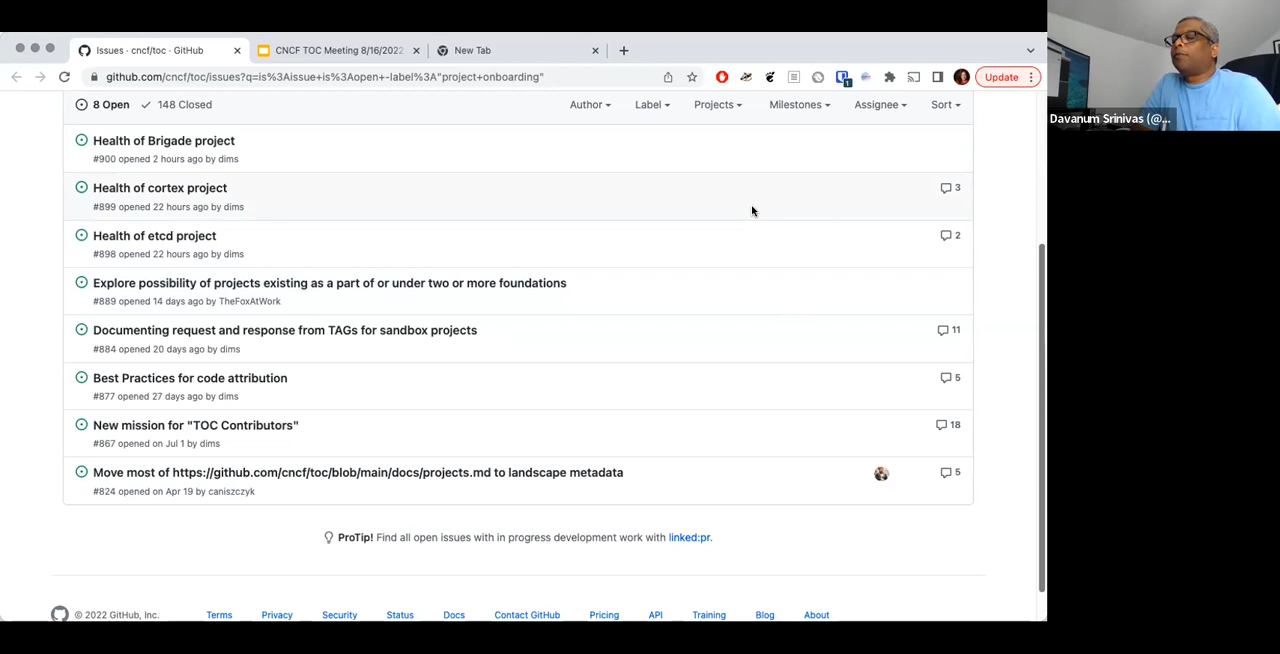 Issues · cncf/toc · GitHub
CNCF TOC Meeting 8/16/2022
New Tab
github.com/cncf/toc/issues?q=is%3Aissue+is%3Aopen+-label%3A"project+onboarding"
1
Update
Davanum Srinivas (@...
8 Open
148 Closed
Author
Label
Projects
Milestones
Assignee
Sort
Health of Brigade project
#900 opened 2 hours ago by dims
Health of cortex project
3
#899 opened 22 hours ago by dims
Health of etcd project
2
#898 opened 22 hours ago by dims
Explore possibility of projects existing as a part of or under two or more foundations
#889 opened 14 days ago by TheFoxAtWork
Documenting request and response from TAGs for sandbox projects
11
#884 opened 20 days ago by dims
Best Practices for code attribution
5
#877 opened 27 days ago by dims
New mission for "TOC Contributors"
18
#867 opened on Jul 1 by dims
Move most of https://github.com/cncf/toc/blob/main/docs/projects.md to landscape metadata
5
#824 opened on Apr 19 by caniszczyk
ProTip! Find all open issues with in progress development work with linked:pr.
© 2022 GitHub, Inc.
Terms
Privacy
Security
Status
Docs
Contact GitHub
Pricing
API
Training
Blog
About